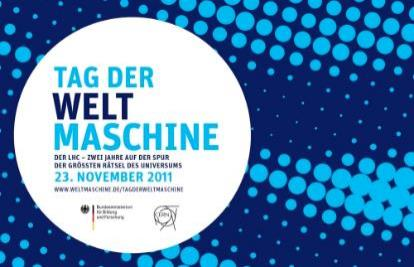 TAG DER
WELT
MASCHINE
DER LHC – ZWEI JAHRE AUF DER SPUR
DER GRÖSSTEN RÄTSEL DES UNIVERSUMS
23. NOVEMBER 2011
WWW.WELTMASCHINE.DE/TAGDERWELTMASCHINE
Bundesministerium
für Bildung
und Forschung
CERN